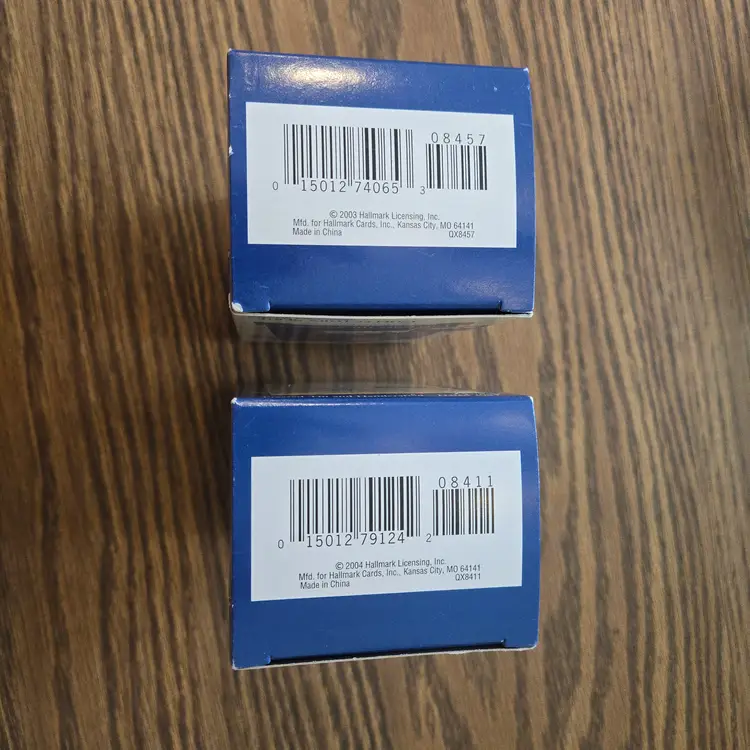 08457
0 15012 74065 3
© 2003 Hallmark Licensing, Inc.
Mfd. for Hallmark Cards, Inc., Kansas City, MO 64141
Made in China QX8457
08411
0 15012 79124 2
© 2004 Hallmark Licensing, Inc.
Mfd. for Hallmark Cards, Inc., Kansas City, MO 64141
Made in China QX8411